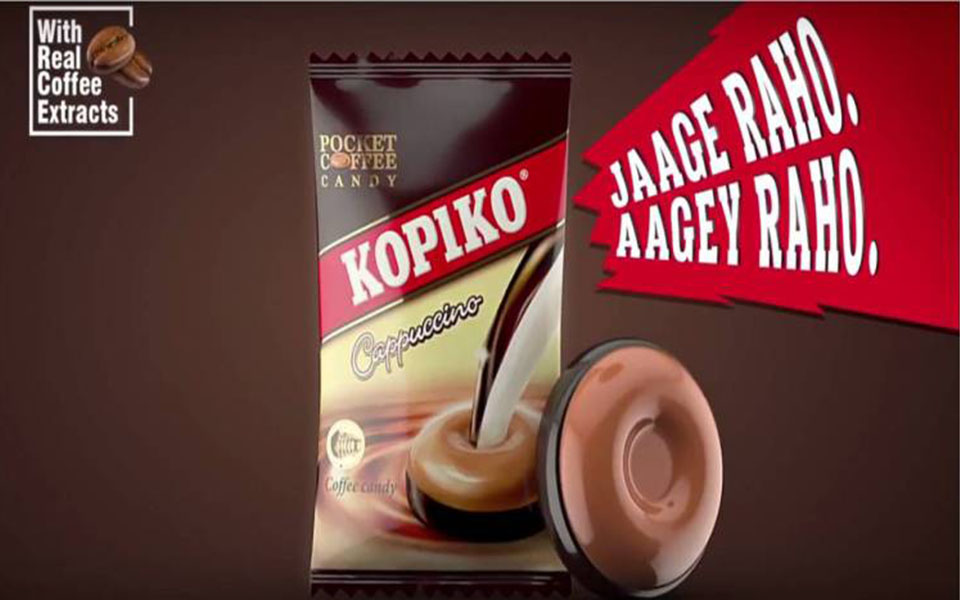 With
Real
Coffee
Extracts
POCKET
COFFEE
CANDY
KOPIKO®
Cappuccino
Coffee candy
JAAGE RAHO.
AAGEY RAHO.